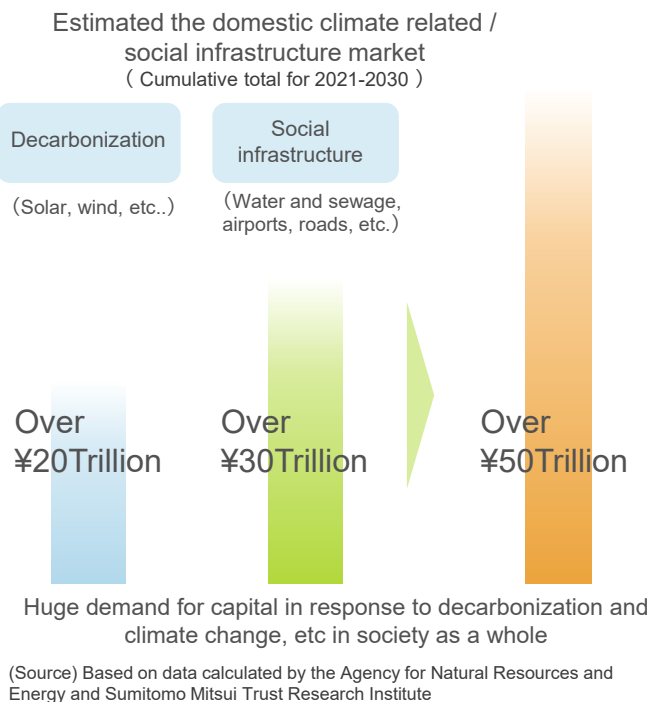 Estimated the domestic climate related /
social infrastructure market
（ Cumulative total for 2021-2030 ）
Decarbonization
（Solar, wind, etc..）
Social
infrastructure
（Water and sewage,
airports, roads, etc.）
Over
¥20Trillion
Over
¥30Trillion
Over
¥50Trillion
Huge demand for capital in response to decarbonization and
climate change, etc in society as a whole
(Source) Based on data calculated by the Agency for Natural Resources and
Energy and Sumitomo Mitsui Trust Research Institute